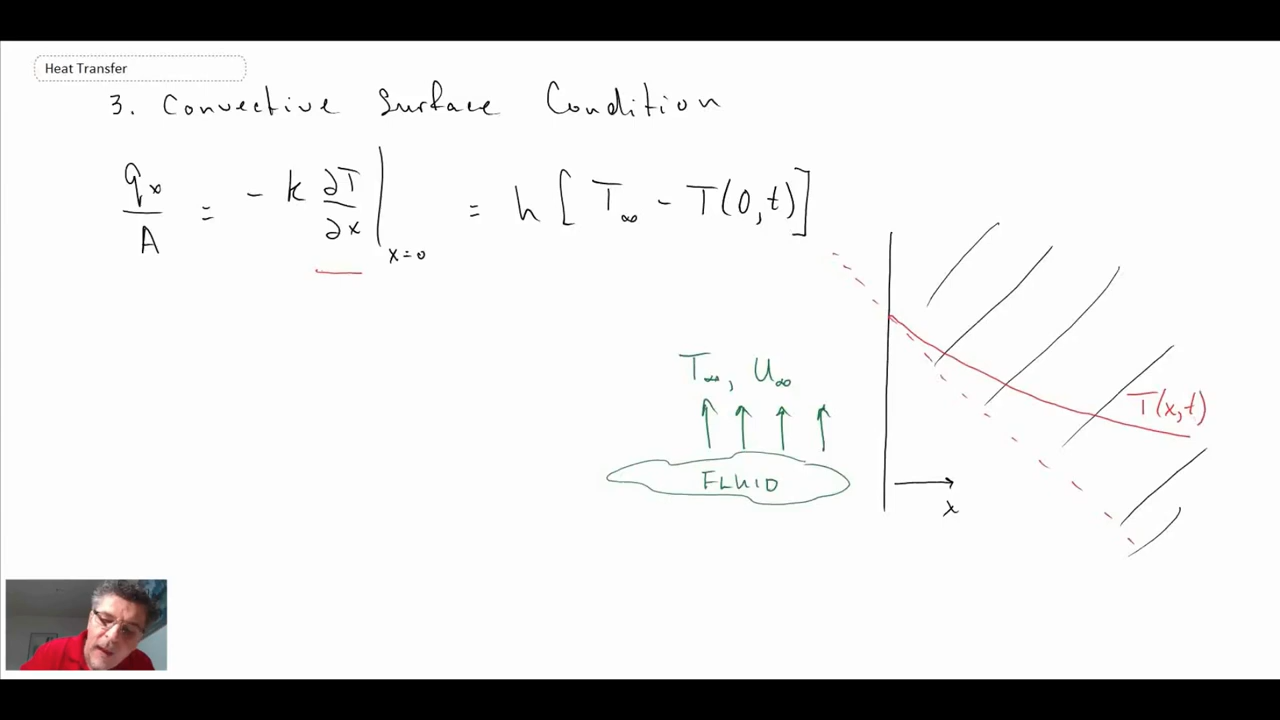 Heat Transfer
3. Convective Surface Condition
qx/A = -k ∂T/∂x |x=0 = h[T∞ - T(0,t)]
T∞, U∞
T(x,t)
FLUID
x